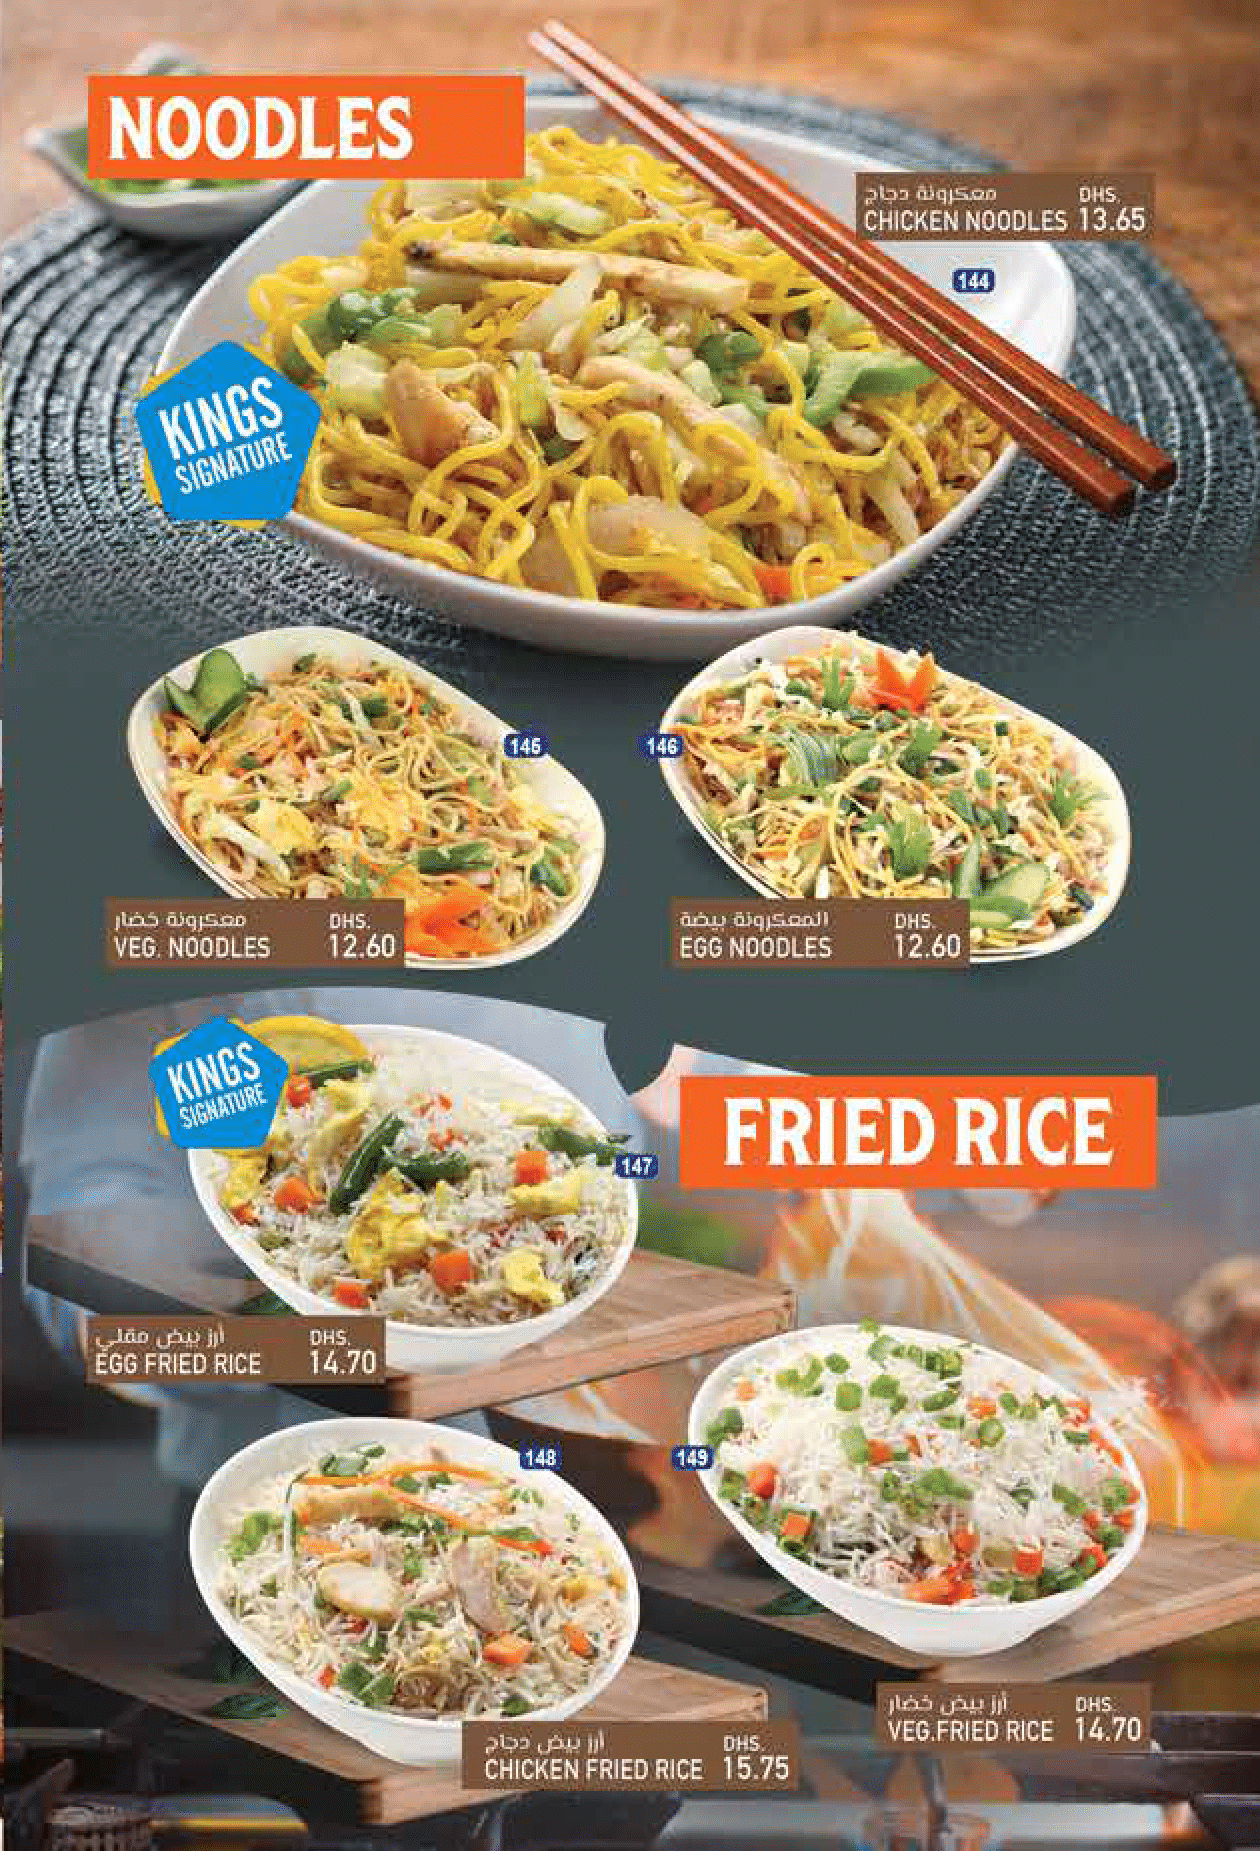 NOODLES
معكرونة دجاج DHS.
CHICKEN NOODLES 13.65
144
KINGS
SIGNATURE
145
146
معكرونة خضار DHS.
VEG. NOODLES 12.60
المعكرونة بيضة DHS.
EGG NOODLES 12.60
KINGS
SIGNATURE
FRIED RICE
147
أرز بيض مقلي DHS.
EGG FRIED RICE 14.70
148
149
أرز بيض خضار DHS.
VEG.FRIED RICE 14.70
أرز بيض دجاج DHS.
CHICKEN FRIED RICE 15.75